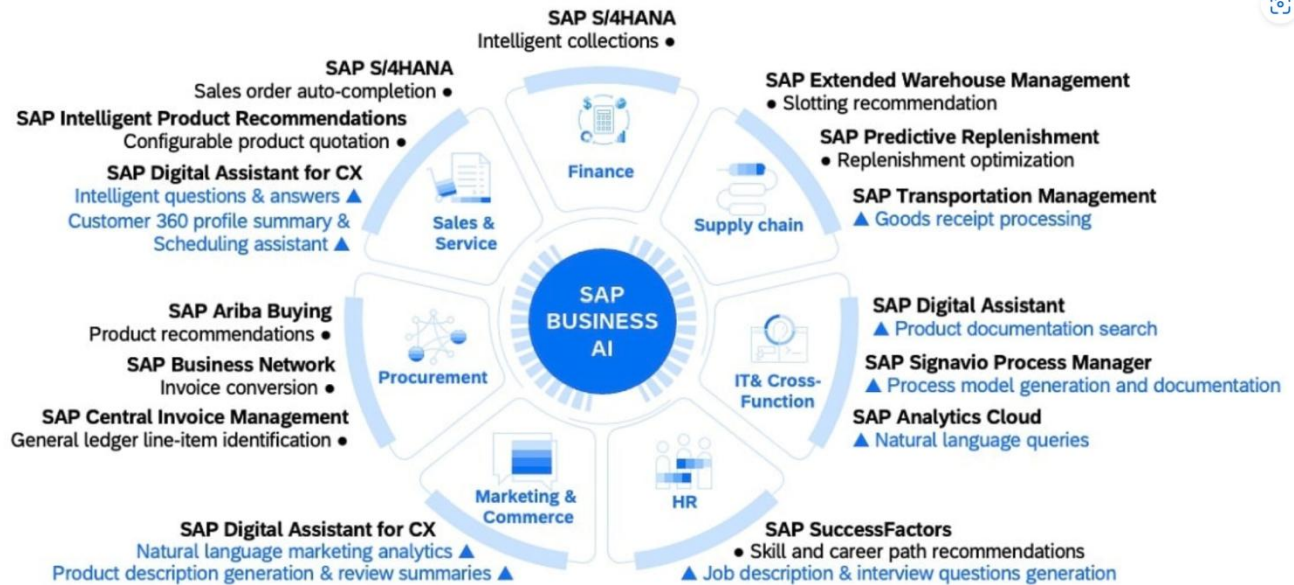 SAP S/4HANA
Intelligent collections ●
SAP S/4HANA
Sales order auto-completion ●
SAP Intelligent Product Recommendations
Configurable product quotation ●
SAP Digital Assistant for CX
Intelligent questions & answers ▲
Customer 360 profile summary &
Scheduling assistant ▲
SAP Extended Warehouse Management
● Slotting recommendation
SAP Predictive Replenishment
● Replenishment optimization
SAP Transportation Management
▲ Goods receipt processing
Finance
Sales &
Service
Supply chain
SAP
BUSINESS
AI
SAP Ariba Buying
Product recommendations ●
SAP Business Network
Invoice conversion ●
SAP Central Invoice Management
General ledger line-item identification ●
Procurement
IT& Cross-
Function
SAP Digital Assistant
▲ Product documentation search
SAP Signavio Process Manager
▲ Process model generation and documentation
SAP Analytics Cloud
▲ Natural language queries
Marketing &
Commerce
HR
SAP Digital Assistant for CX
Natural language marketing analytics ▲
Product description generation & review summaries ▲
SAP SuccessFactors
● Skill and career path recommendations
▲ Job description & interview questions generation